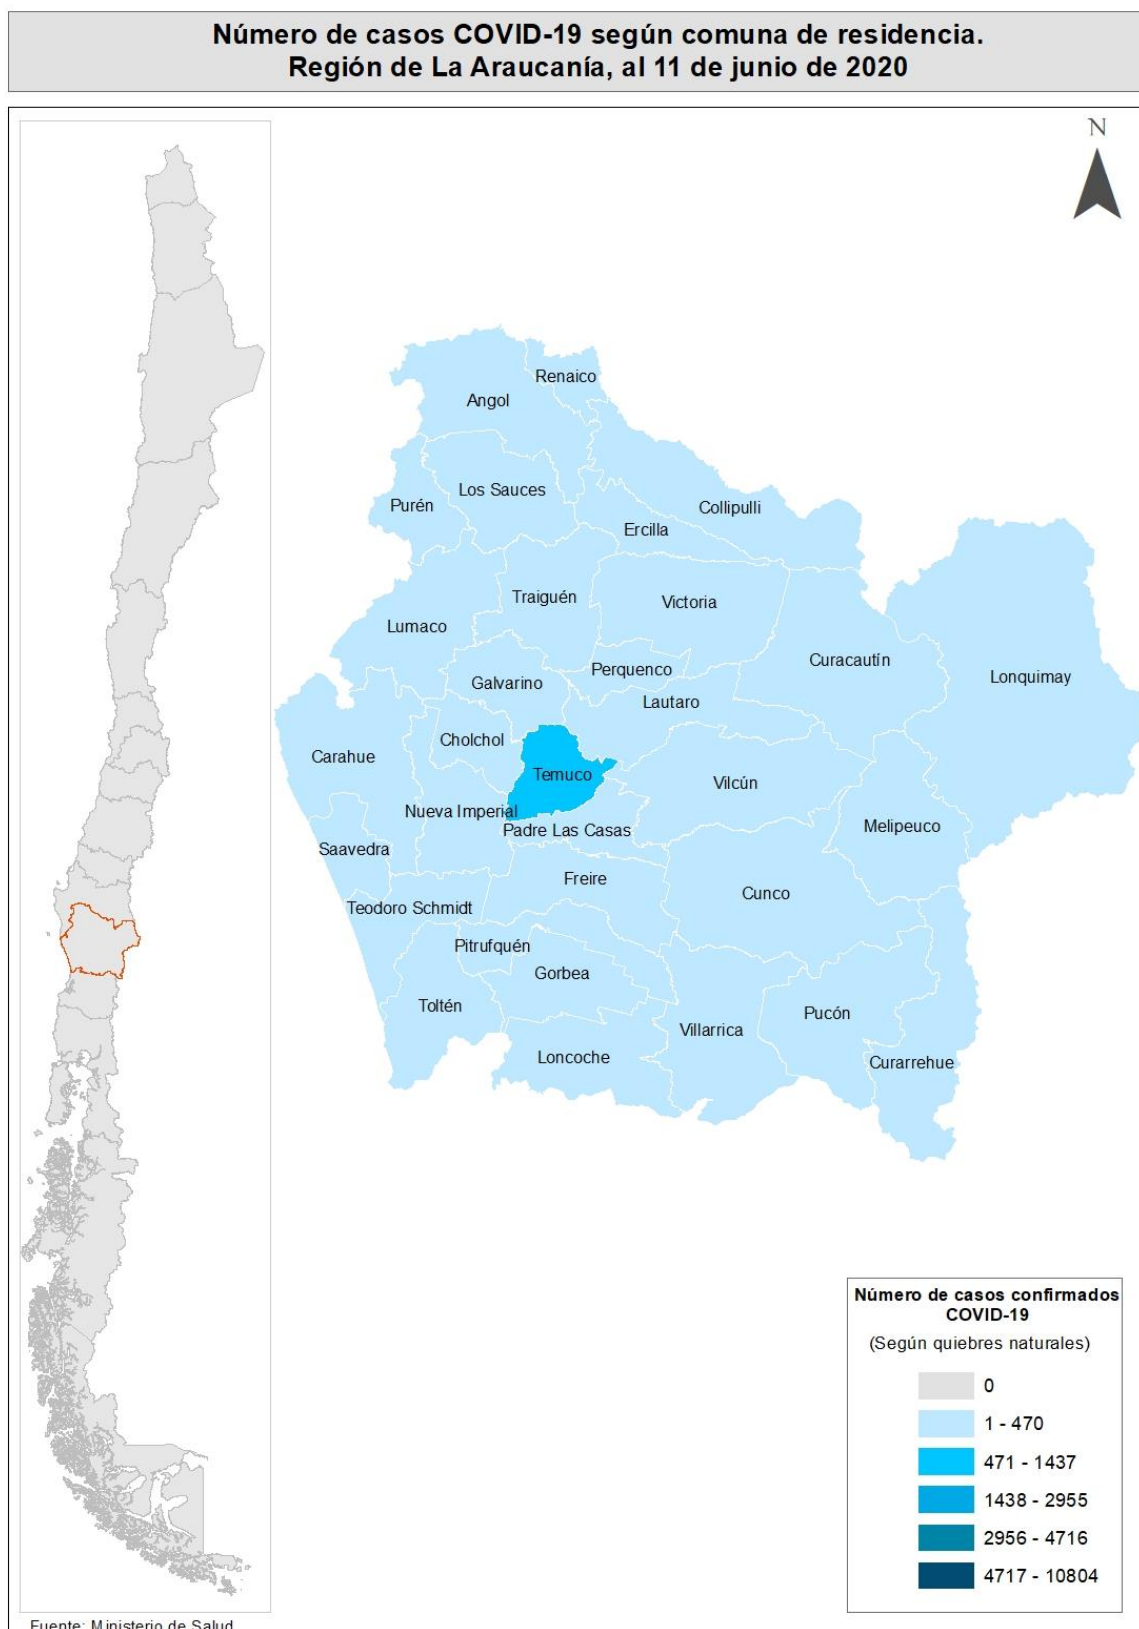 Número de casos COVID-19 según comuna de residencia.
Región de La Araucanía, al 11 de junio de 2020
N
Renaico
Angol
Los Sauces
Purén
Collipulli
Ercilla
Traiguén
Victoria
Lumaco
Curacautín
Perquenco
Lonquimay
Galvarino
Lautaro
Cholchol
Carahue
Temuco
Vilcún
Nueva Imperial
Melipeuco
Padre Las Casas
Saavedra
Freire
Cunco
Teodoro Schmidt
Pitrufquén
Gorbea
Toltén
Pucón
Villarrica
Loncoche
Curarrehue
Número de casos confirmados
COVID-19
(Según quiebres naturales)
0
1 - 470
471 - 1437
1438 - 2955
2956 - 4716
4717 - 10804
Fuente: Ministerio de Salud